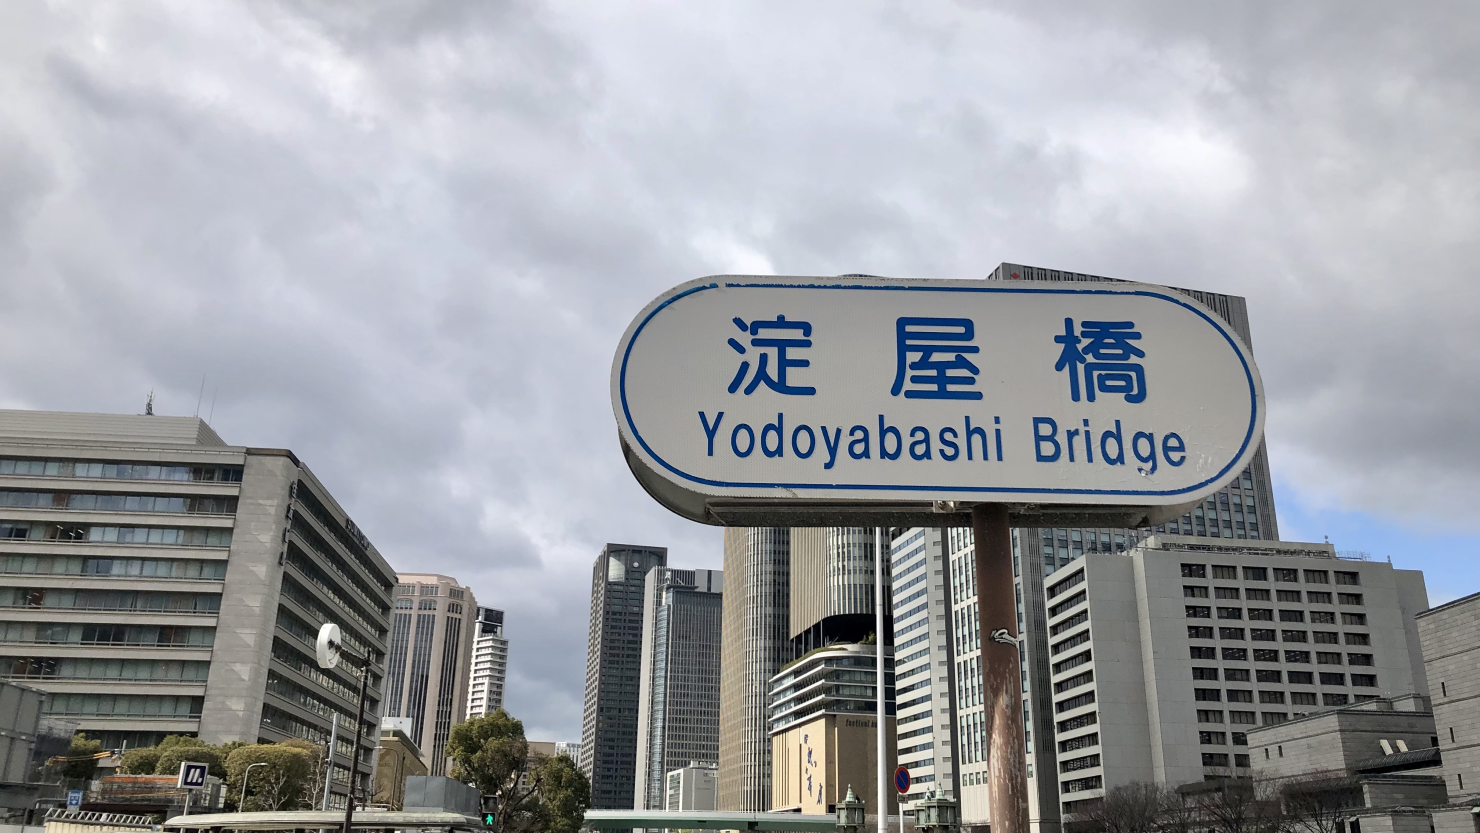 淀屋橋
Yodoyabashi Bridge